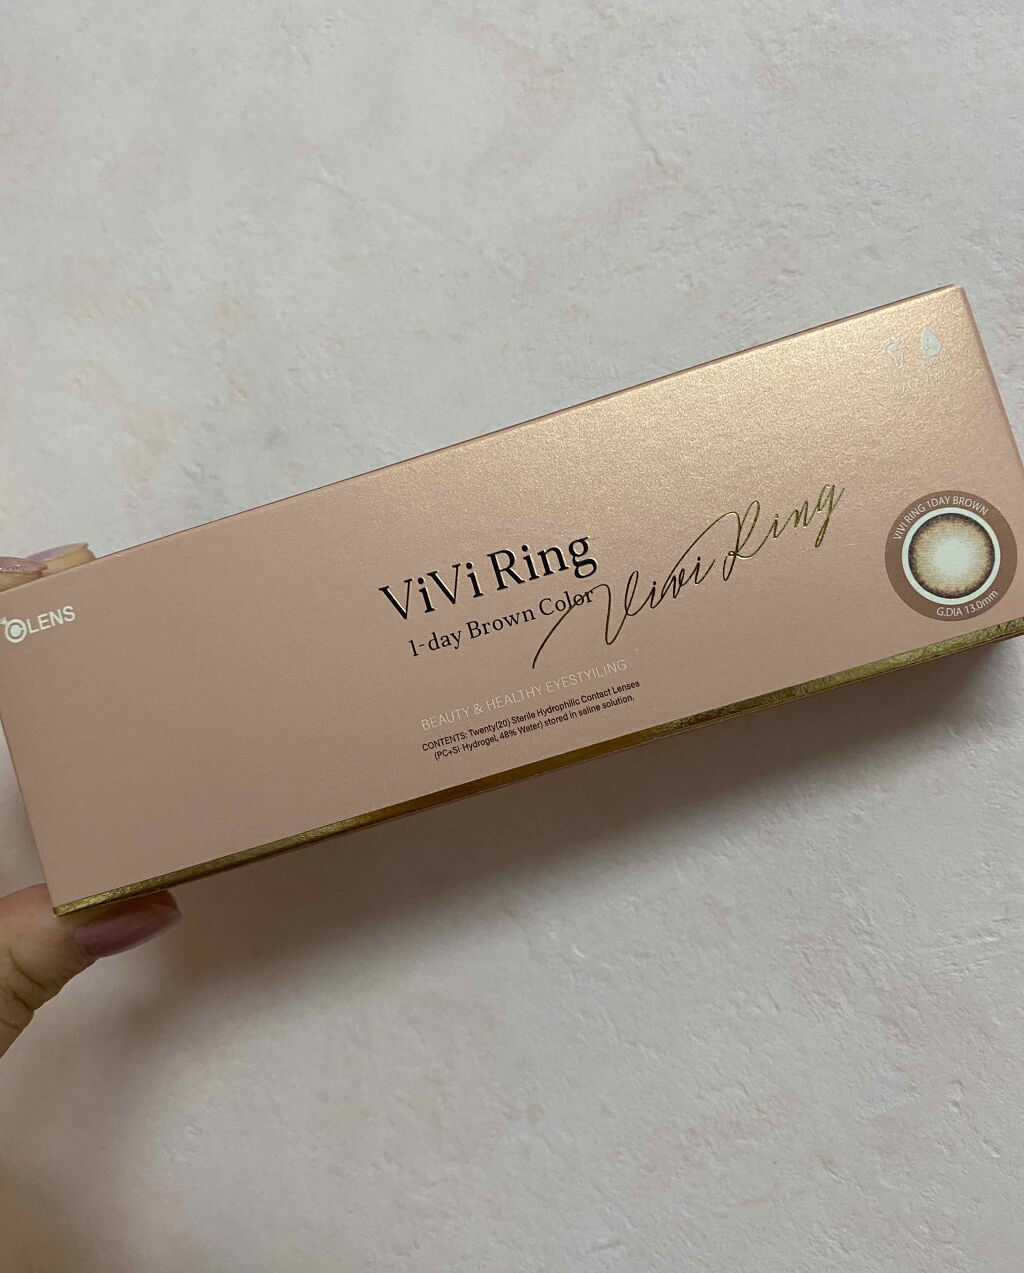 OLENS
ViVi Ring
1-day Brown Color
ViVi Ring
BEAUTY & HEALTHY EYESTYILING
CONTENTS: Twenty(20) Sterile Hydrophilic Contact Lenses
(PC+Si-Hydrogel, 48% Water) stored in saline solution.
VIVI RING 1DAY BROWN
G.DIA 13.0mm